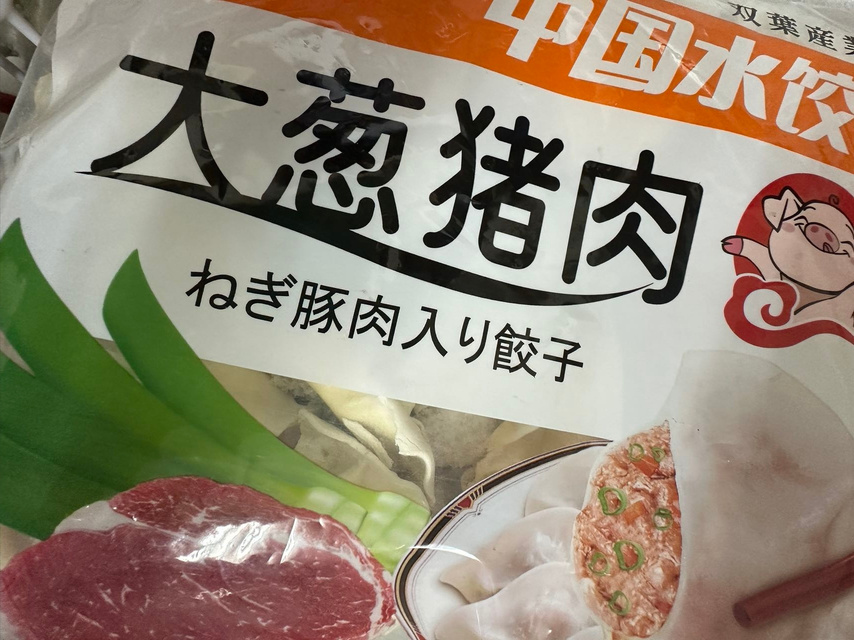 双葉産業
中国水饺
大葱猪肉
ねぎ豚肉入り餃子